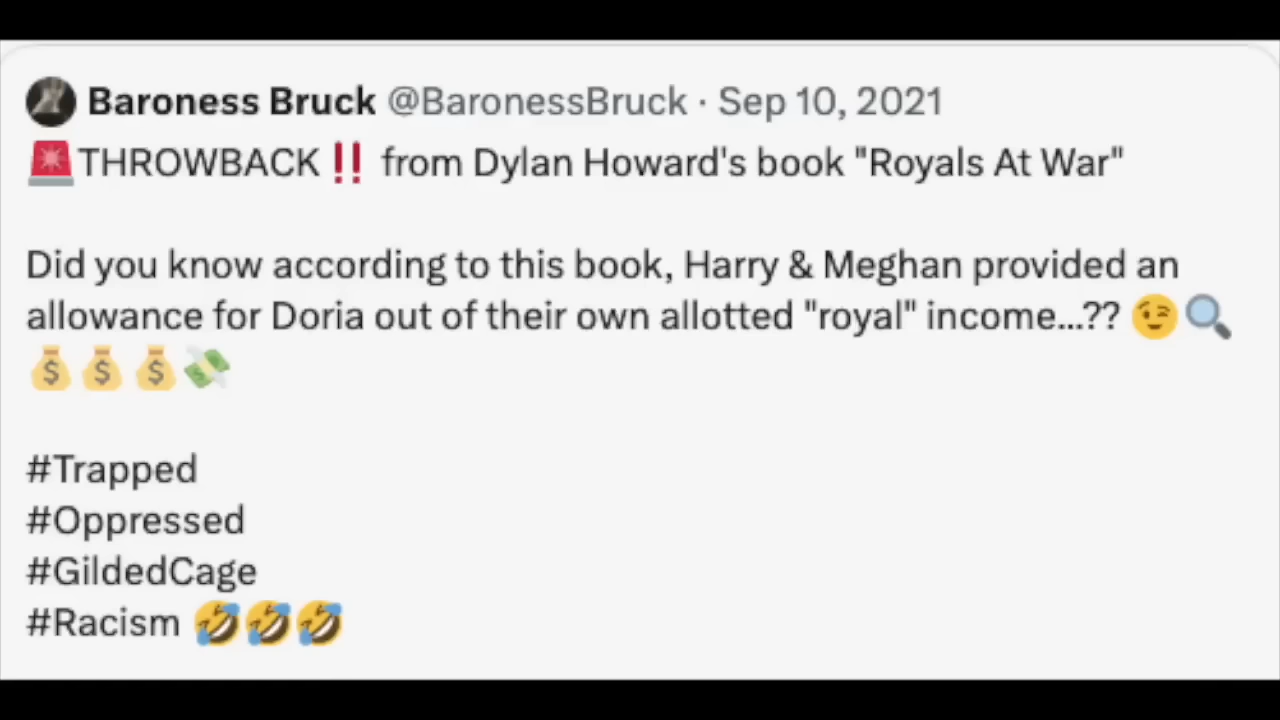 Baroness Bruck @BaronessBruck · Sep 10, 2021
🚨THROWBACK‼️ from Dylan Howard's book "Royals At War"
Did you know according to this book, Harry & Meghan provided an
allowance for Doria out of their own allotted "royal" income...?? 😉🔍
💰💰💰💸
#Trapped
#Oppressed
#GildedCage
#Racism 🤣🤣🤣